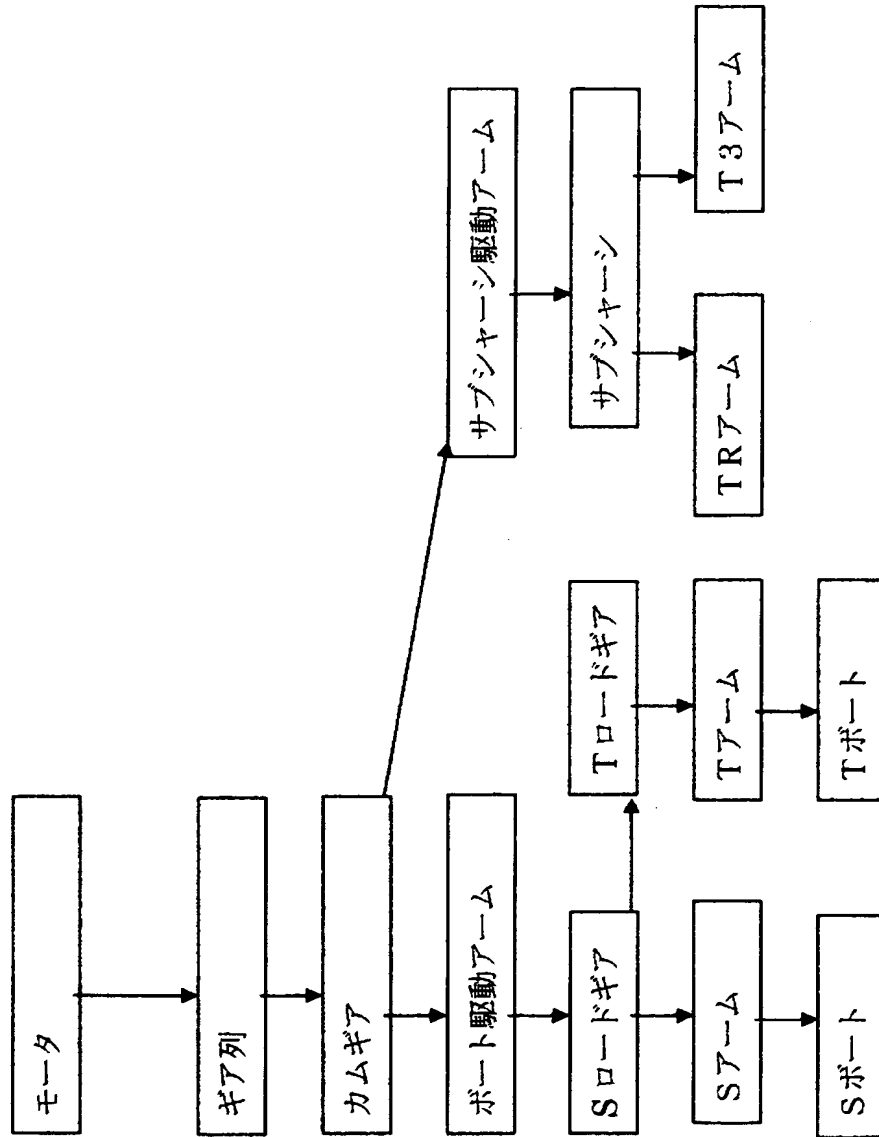 モータ
ギア列
カムギア
ボート駆動アーム
サブシャーシ駆動アーム
Sロードギア
Tロードギア
サブシャーシ
Sアーム
Tアーム
TRアーム
T3アーム
Sボート
Tボート